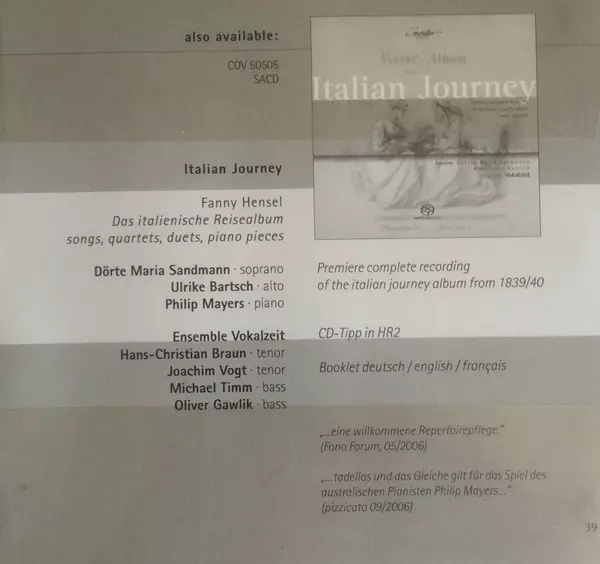 also available:
COV 50505
SACD
Italian Journey
Italian Journey
Fanny Hensel
Das italienische Reisealbum
songs, quartets, duets, piano pieces
Dörte Maria Sandmann · soprano
Ulrike Bartsch · alto
Philip Mayers · piano
Ensemble Vokalzeit
Hans-Christian Braun · tenor
Joachim Vogt · tenor
Michael Timm · bass
Oliver Gawlik · bass
Vokalzeit
Premiere complete recording
of the italian journey album from 1839/40
CD-Tipp in HR2
Booklet deutsch / english / français
„...eine willkommene Repertoirepflege.“
(Fono Forum, 05/2006)
„...tadellos und das Gleiche gilt für das Spiel des
australischen Pianisten Philip Mayers...“
(pizzicato 09/2006)
39